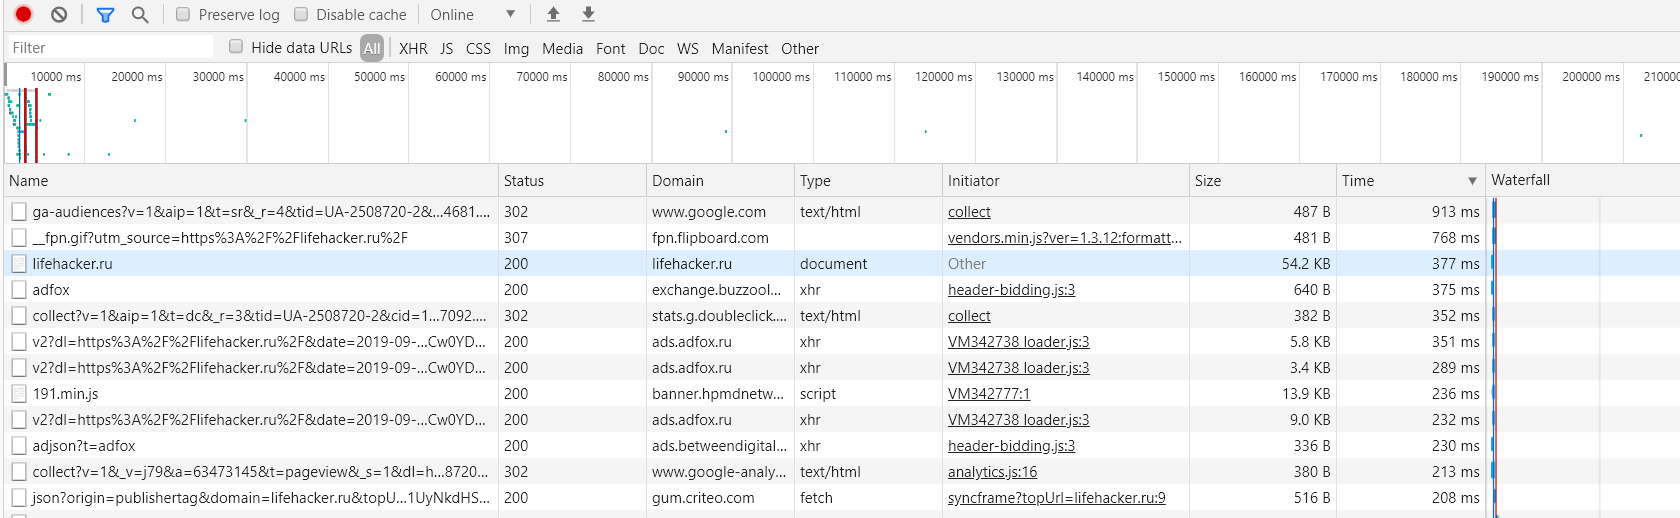 Preserve log Disable cache Online
Filter Hide data URLs All XHR JS CSS Img Media Font Doc WS Manifest Other
10000 ms 20000 ms 30000 ms 40000 ms 50000 ms 60000 ms 70000 ms 80000 ms 90000 ms 100000 ms 110000 ms 120000 ms 130000 ms 140000 ms 150000 ms 160000 ms 170000 ms 180000 ms 190000 ms 200000 ms 21000
Name Status Domain Type Initiator Size Time Waterfall
ga-audiences?v=1&aip=1&t=sr&_r=4&tid=UA-2508720-2&...4681.... 302 www.google.com text/html collect 487 B 913 ms
__fpn.gif?utm_source=https%3A%2F%2Flifehacker.ru%2F 307 fpn.flipboard.com vendors.min.js?ver=1.3.12:formatt... 481 B 768 ms
lifehacker.ru 200 lifehacker.ru document Other 54.2 KB 377 ms
adfox 200 exchange.buzzool... xhr header-bidding.js:3 640 B 375 ms
collect?v=1&aip=1&t=dc&_r=3&tid=UA-2508720-2&cid=1...7092.... 302 stats.g.doubleclick.... text/html collect 382 B 352 ms
v2?dl=https%3A%2F%2Flifehacker.ru%2F&date=2019-09-...Cw0YD... 200 ads.adfox.ru xhr VM342738 loader.js:3 5.8 KB 351 ms
v2?dl=https%3A%2F%2Flifehacker.ru%2F&date=2019-09-...Cw0YD... 200 ads.adfox.ru xhr VM342738 loader.js:3 3.4 KB 289 ms
191.min.js 200 banner.hpmdnetw... script VM342777:1 13.9 KB 236 ms
v2?dl=https%3A%2F%2Flifehacker.ru%2F&date=2019-09-...Cw0YD... 200 ads.adfox.ru xhr VM342738 loader.js:3 9.0 KB 232 ms
adjson?t=adfox 200 ads.betweendigital... xhr header-bidding.js:3 336 B 230 ms
collect?v=1&_v=j79&a=63473145&t=pageview&_s=1&dl=h...8720... 302 www.google-analy... text/html analytics.js:16 380 B 213 ms
json?origin=publishertag&domain=lifehacker.ru&topU...1UyNkdHS... 200 gum.criteo.com fetch syncframe?topUrl=lifehacker.ru:9 516 B 208 ms